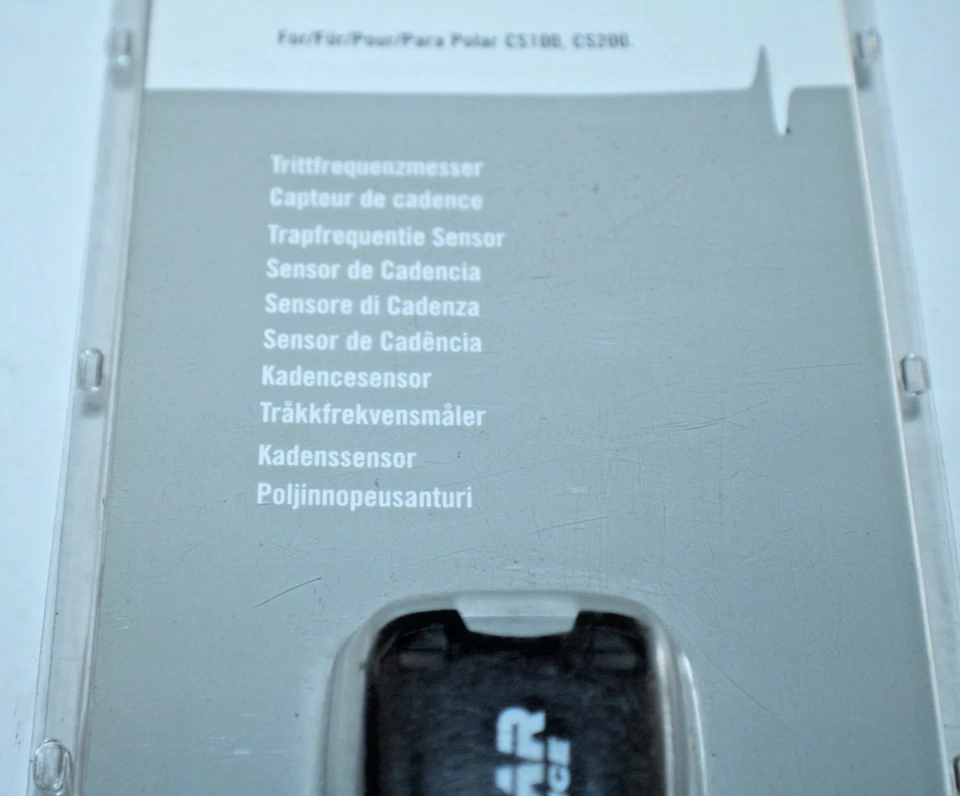 For/Für/Pour/Para Polar CS100, CS200.
Trittfrequenzmesser
Capteur de cadence
Trapfrequentie Sensor
Sensor de Cadencia
Sensore di Cadenza
Sensor de Cadência
Kadencesensor
Tråkkfrekvensmåler
Kadenssensor
Poljinnopeusanturi